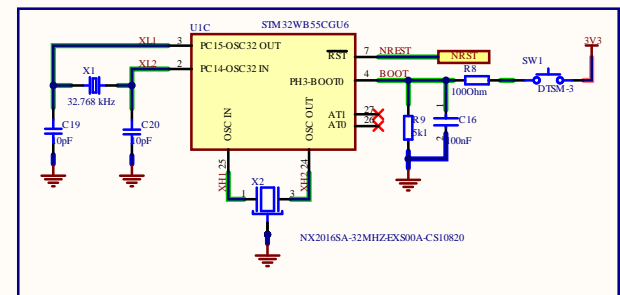 U1C STM32WB55CGU6
XL1 3 PC15-OSC32 OUT
RST 7 NREST NRST
3V3
XL2 2 PC14-OSC32 IN
PH3-BOOT0 4 BOOT
R8
100Ohm
SW1
DTSM-3
X1
32.768 kHz
C19
10pF
C20
10pF
OSC IN
OSC OUT
AT1 27
AT0 26
R9
5k1
1
C16
2
100nF
XH1 25
XH2 24
X2
1 3
NX2016SA-32MHZ-EXS00A-CS10820